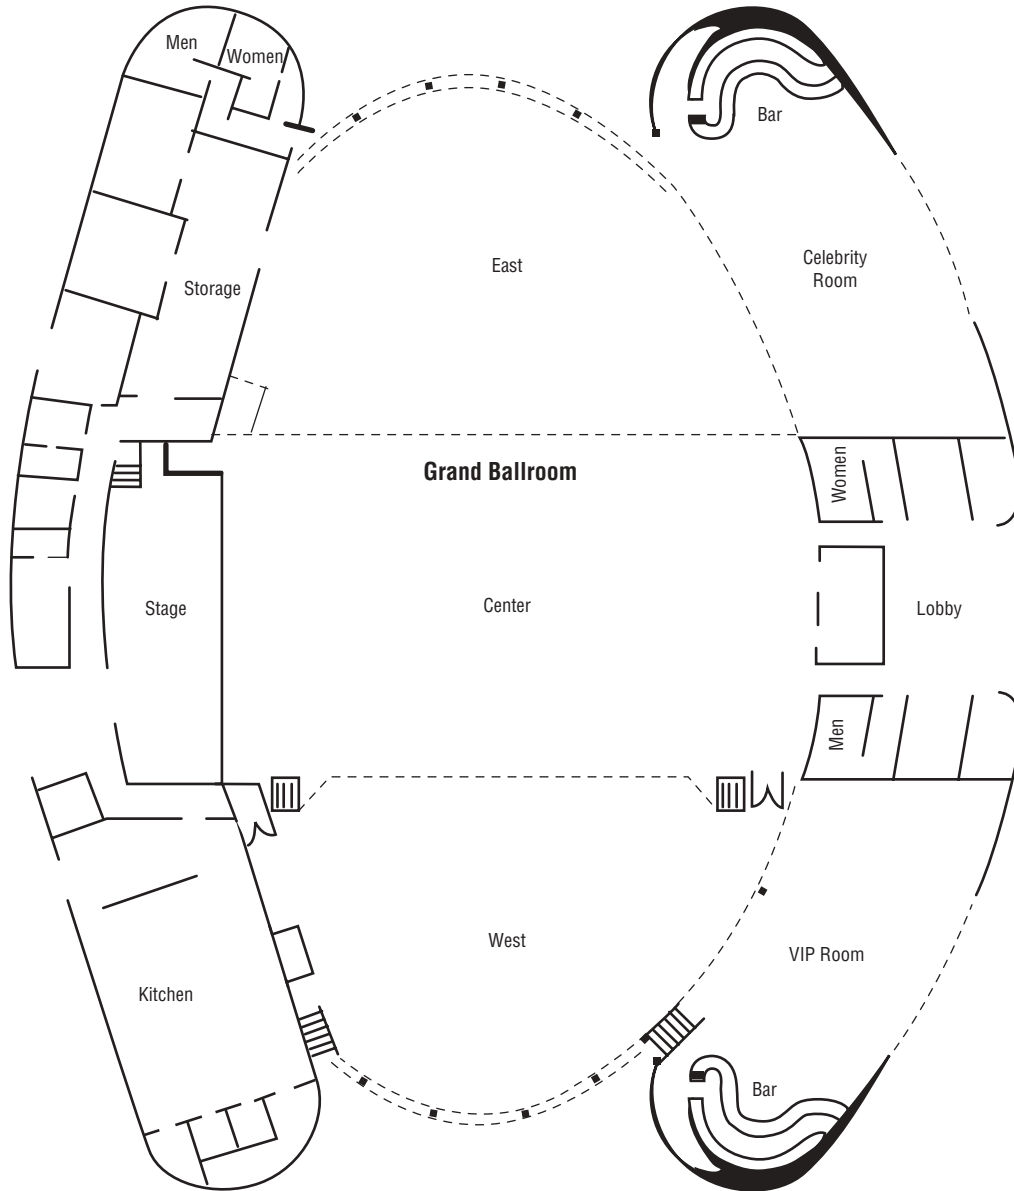 Men
Women
Bar
East
Celebrity
Room
Storage
Grand Ballroom
Women
Stage
Center
Lobby
Men
West
VIP Room
Kitchen
Bar